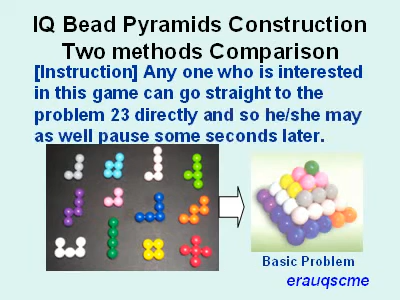 IQ Bead Pyramids Construction
Two methods Comparison
[Instruction] Any one who is interested
in this game can go straight to the
problem 23 directly and so he/she may
as well pause some seconds later.
Basic Problem
erauqscme